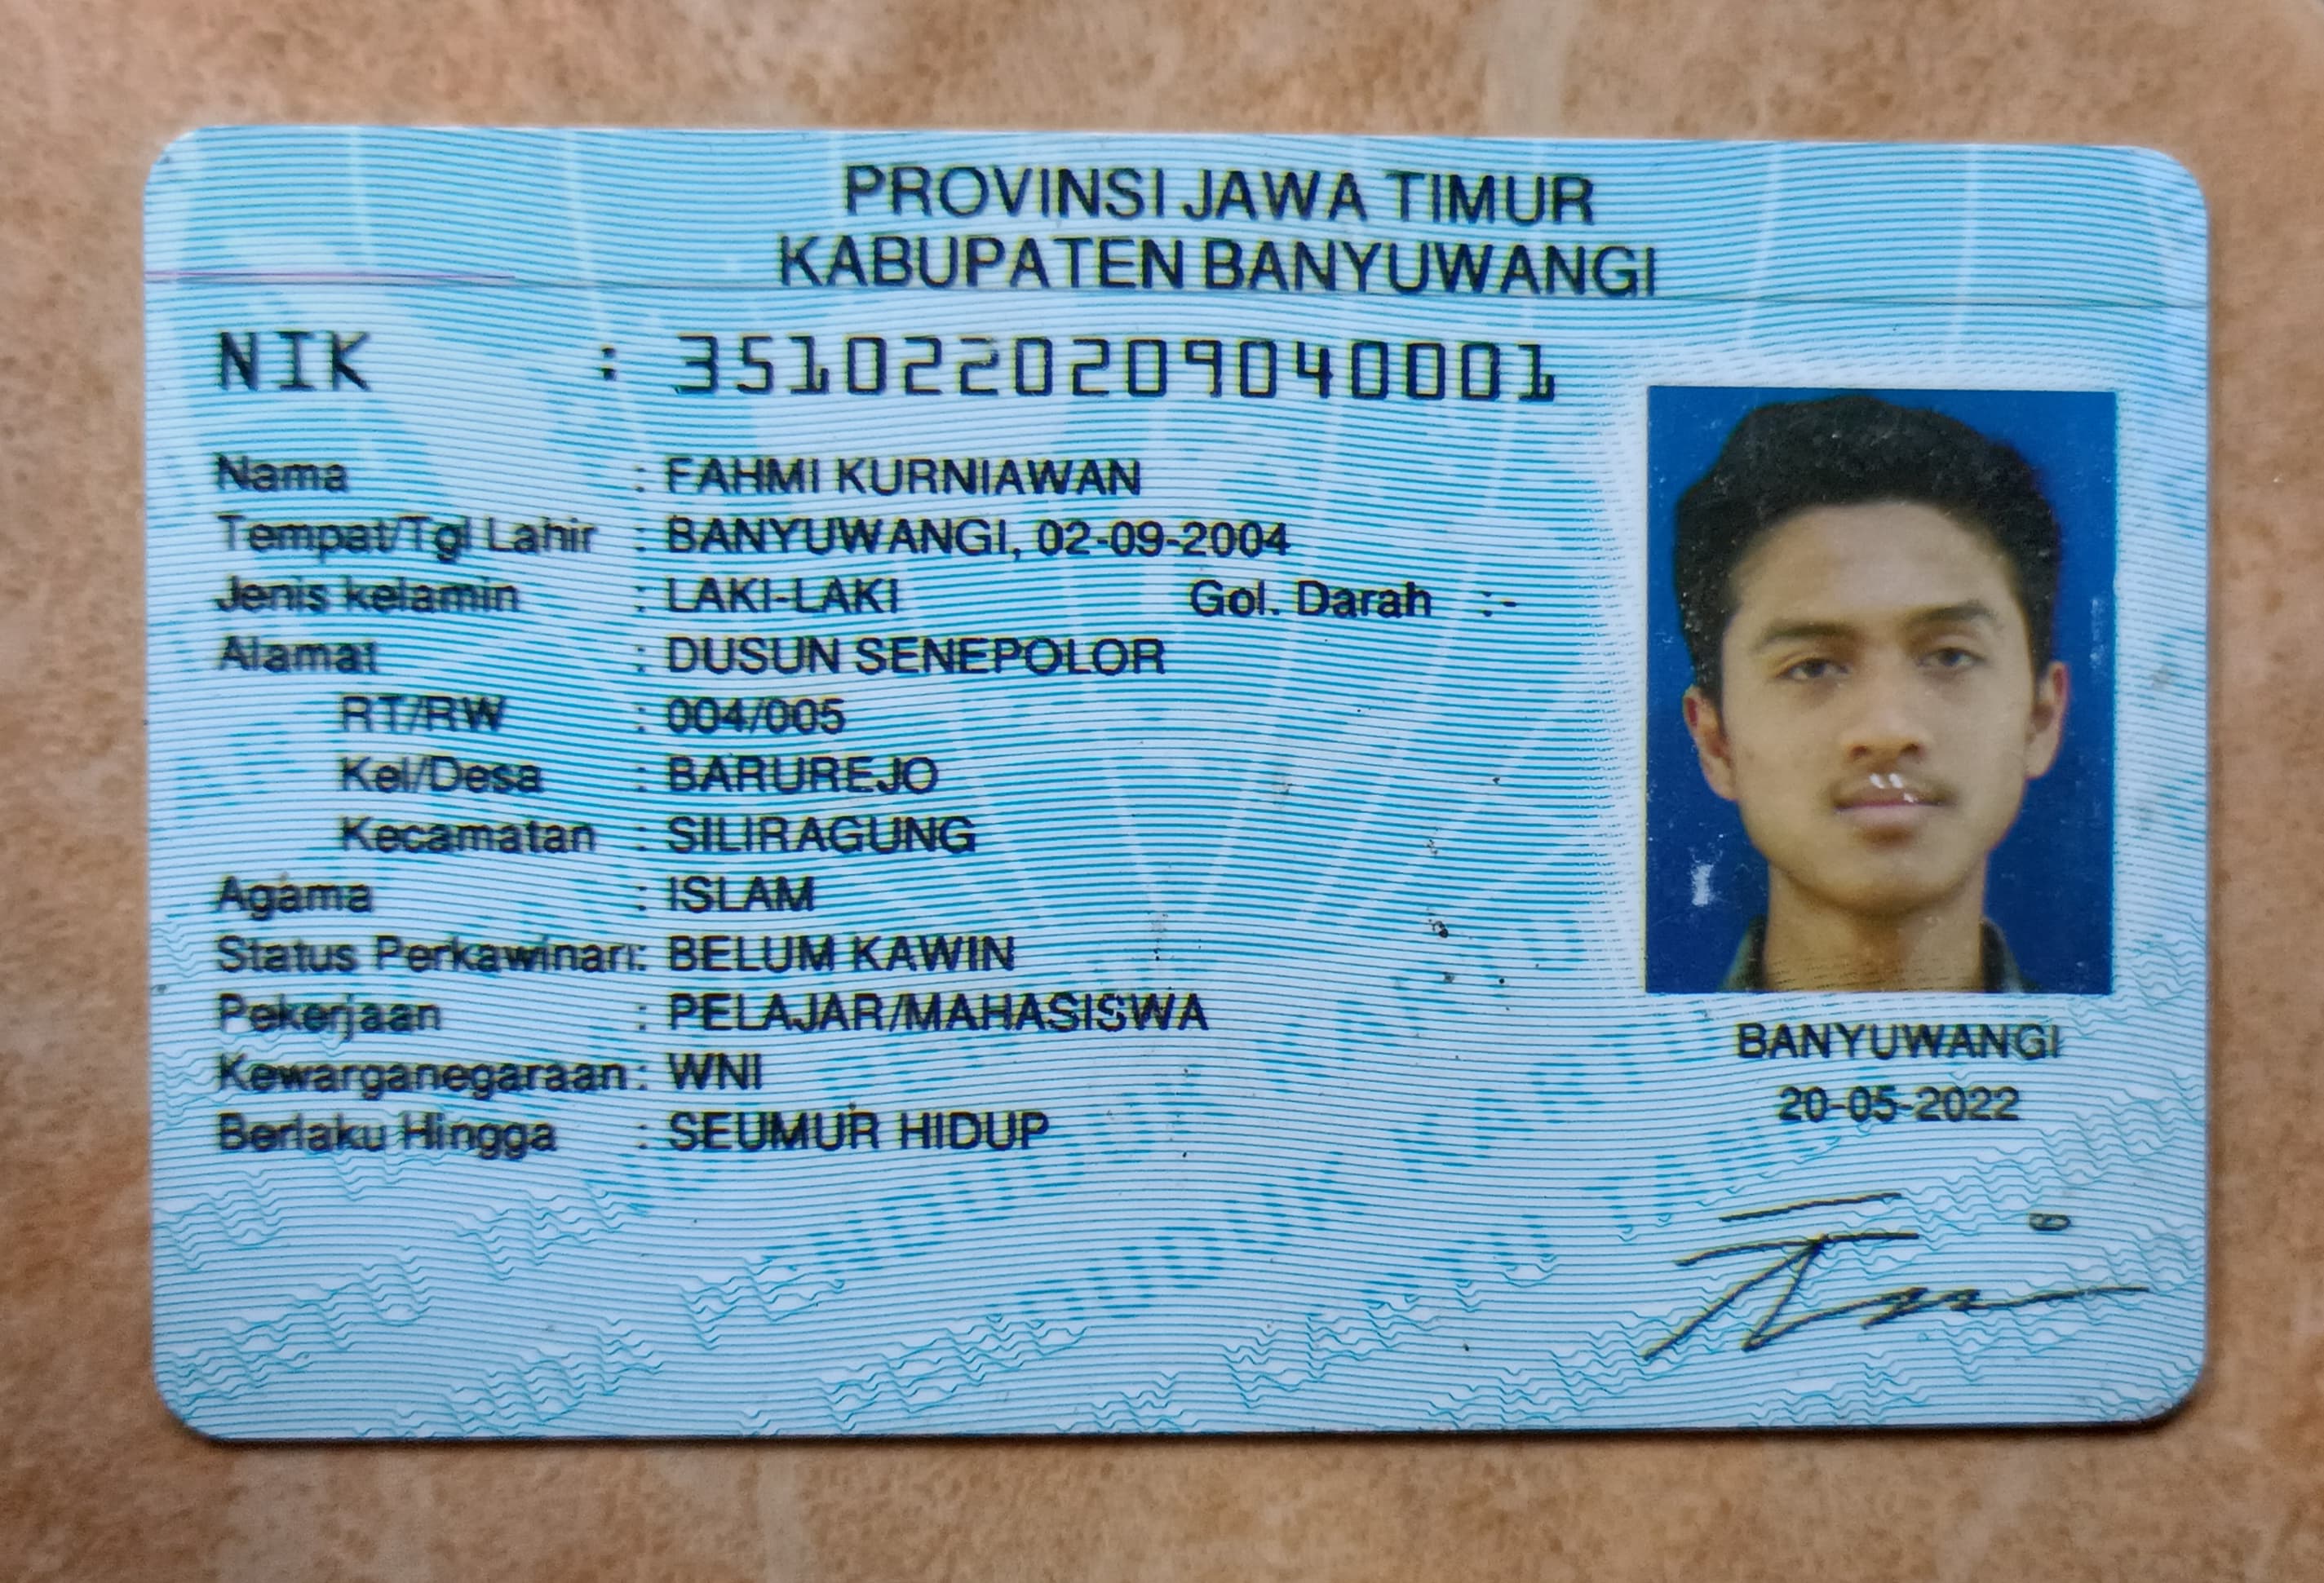 PROVINSI JAWA TIMUR
KABUPATEN BANYUWANGI
NIK : 3510220209040001
Nama : FAHMI KURNIAWAN
Tempat/Tgl Lahir : BANYUWANGI, 02-09-2004
Jenis kelamin : LAKI-LAKI Gol. Darah : -
Alamat : DUSUN SENEPOLOR
RT/RW : 004/005
Kel/Desa : BARUREJO
Kecamatan : SILIRAGUNG
Agama : ISLAM
Status Perkawinan: BELUM KAWIN
Pekerjaan : PELAJAR/MAHASISWA
Kewarganegaraan: WNI
Berlaku Hingga : SEUMUR HIDUP
BANYUWANGI
20-05-2022